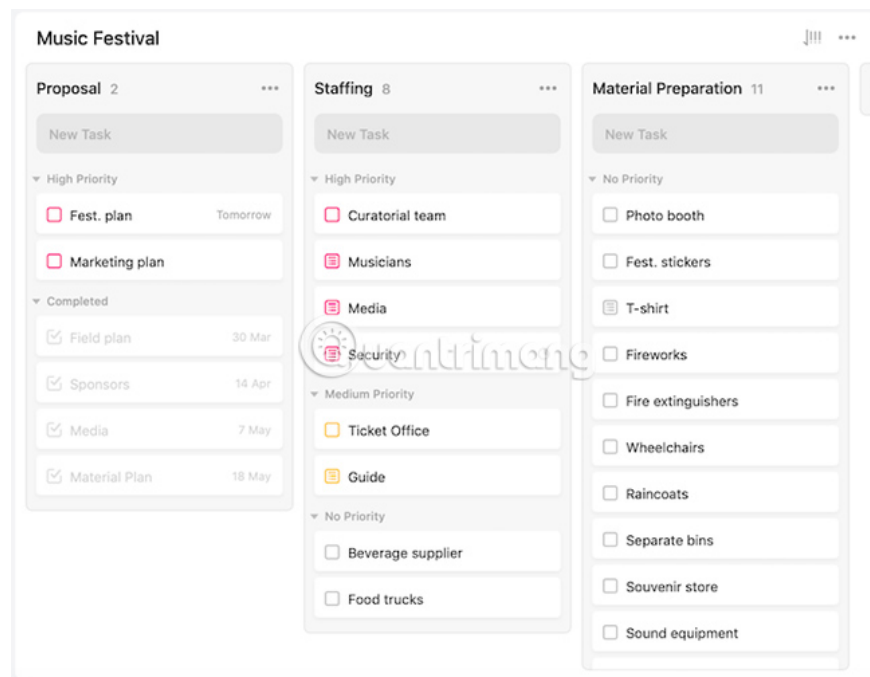 Music Festival
Proposal 2
New Task
High Priority
Fest. plan Tomorrow
Marketing plan
Completed
Field plan 30 Mar
Sponsors 14 Apr
Media 7 May
Material Plan 18 May
Staffing 8
New Task
High Priority
Curatorial team
Musicians
Media
Security
Medium Priority
Ticket Office
Guide
No Priority
Beverage supplier
Food trucks
Material Preparation 11
New Task
No Priority
Photo booth
Fest. stickers
T-shirt
Fireworks
Fire extinguishers
Wheelchairs
Raincoats
Separate bins
Souvenir store
Sound equipment
Quantrimang